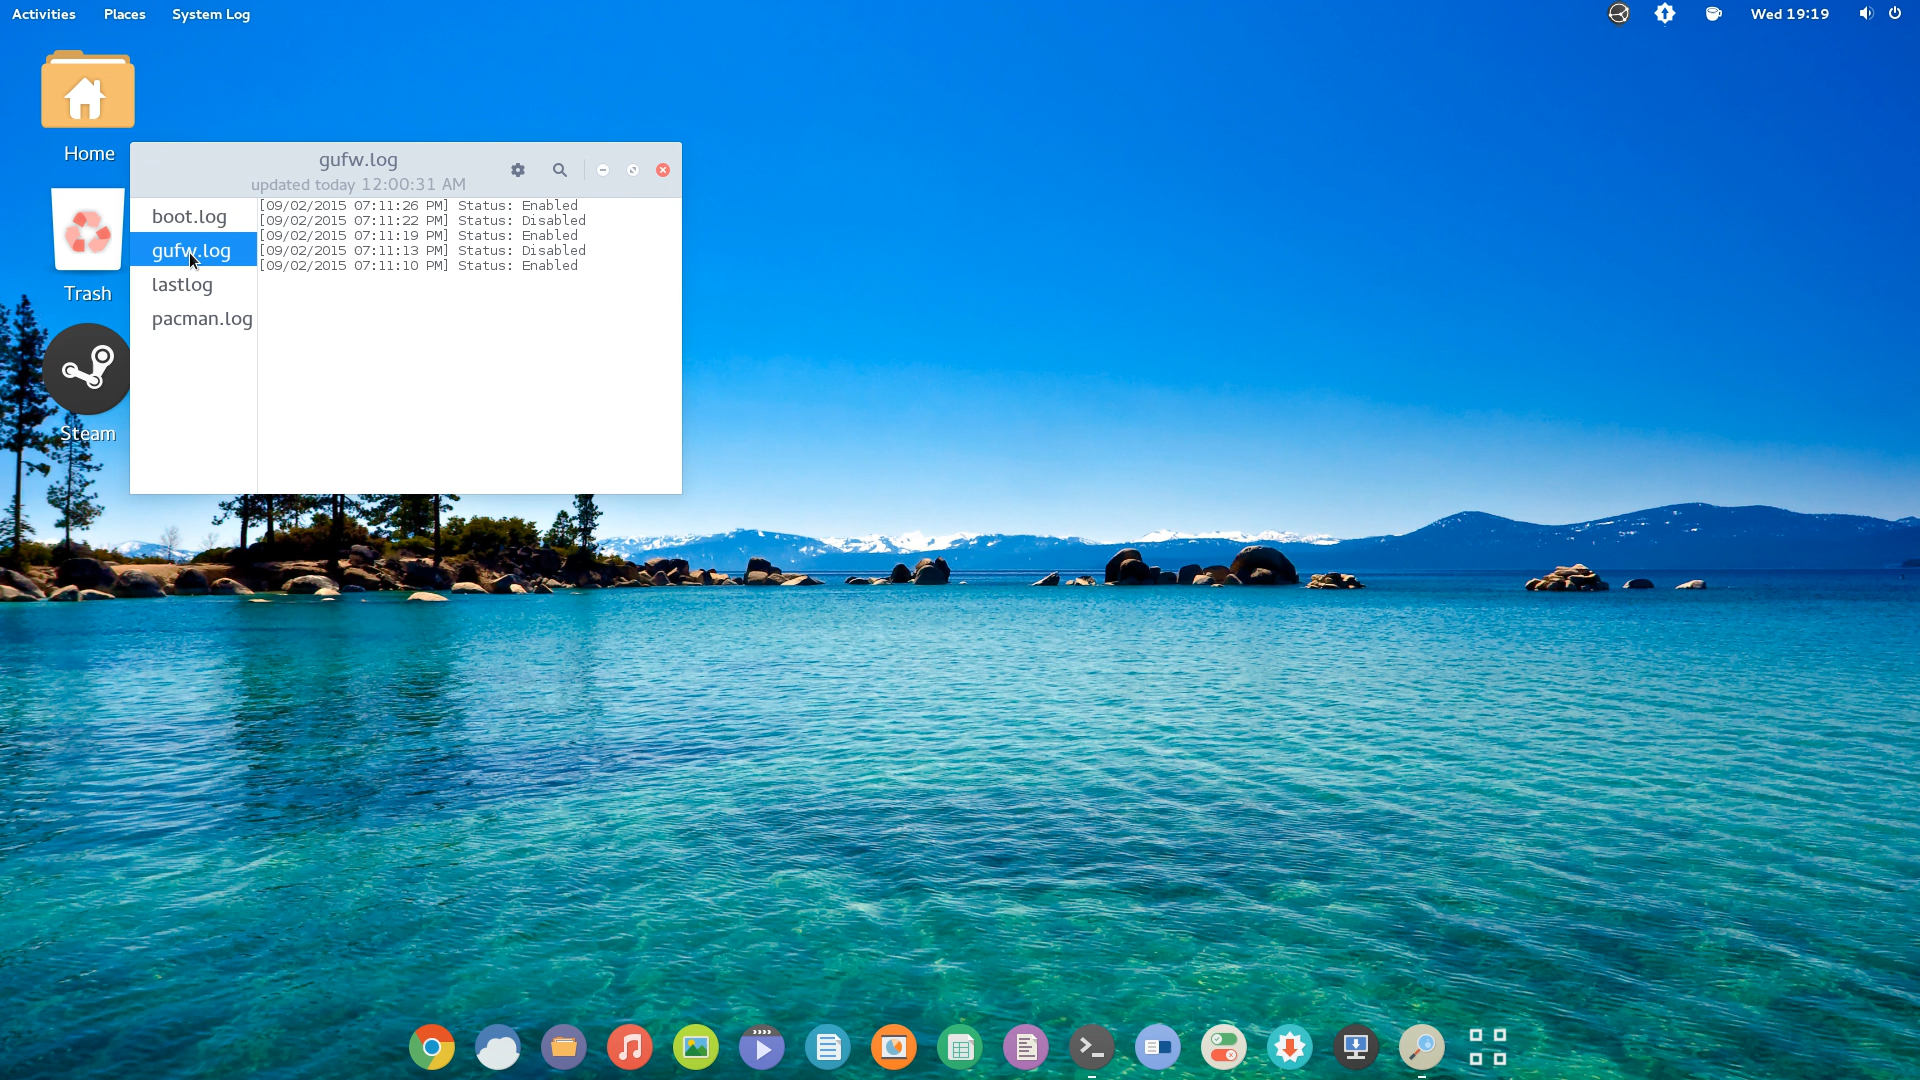 Activities Places System Log Wed 19:19
Home
Trash
Steam
gufw.log
updated today 12:00:31 AM
boot.log
gufw.log
lastlog
pacman.log
[09/02/2015 07:11:26 PM] Status: Enabled
[09/02/2015 07:11:22 PM] Status: Disabled
[09/02/2015 07:11:19 PM] Status: Enabled
[09/02/2015 07:11:13 PM] Status: Disabled
[09/02/2015 07:11:10 PM] Status: Enabled